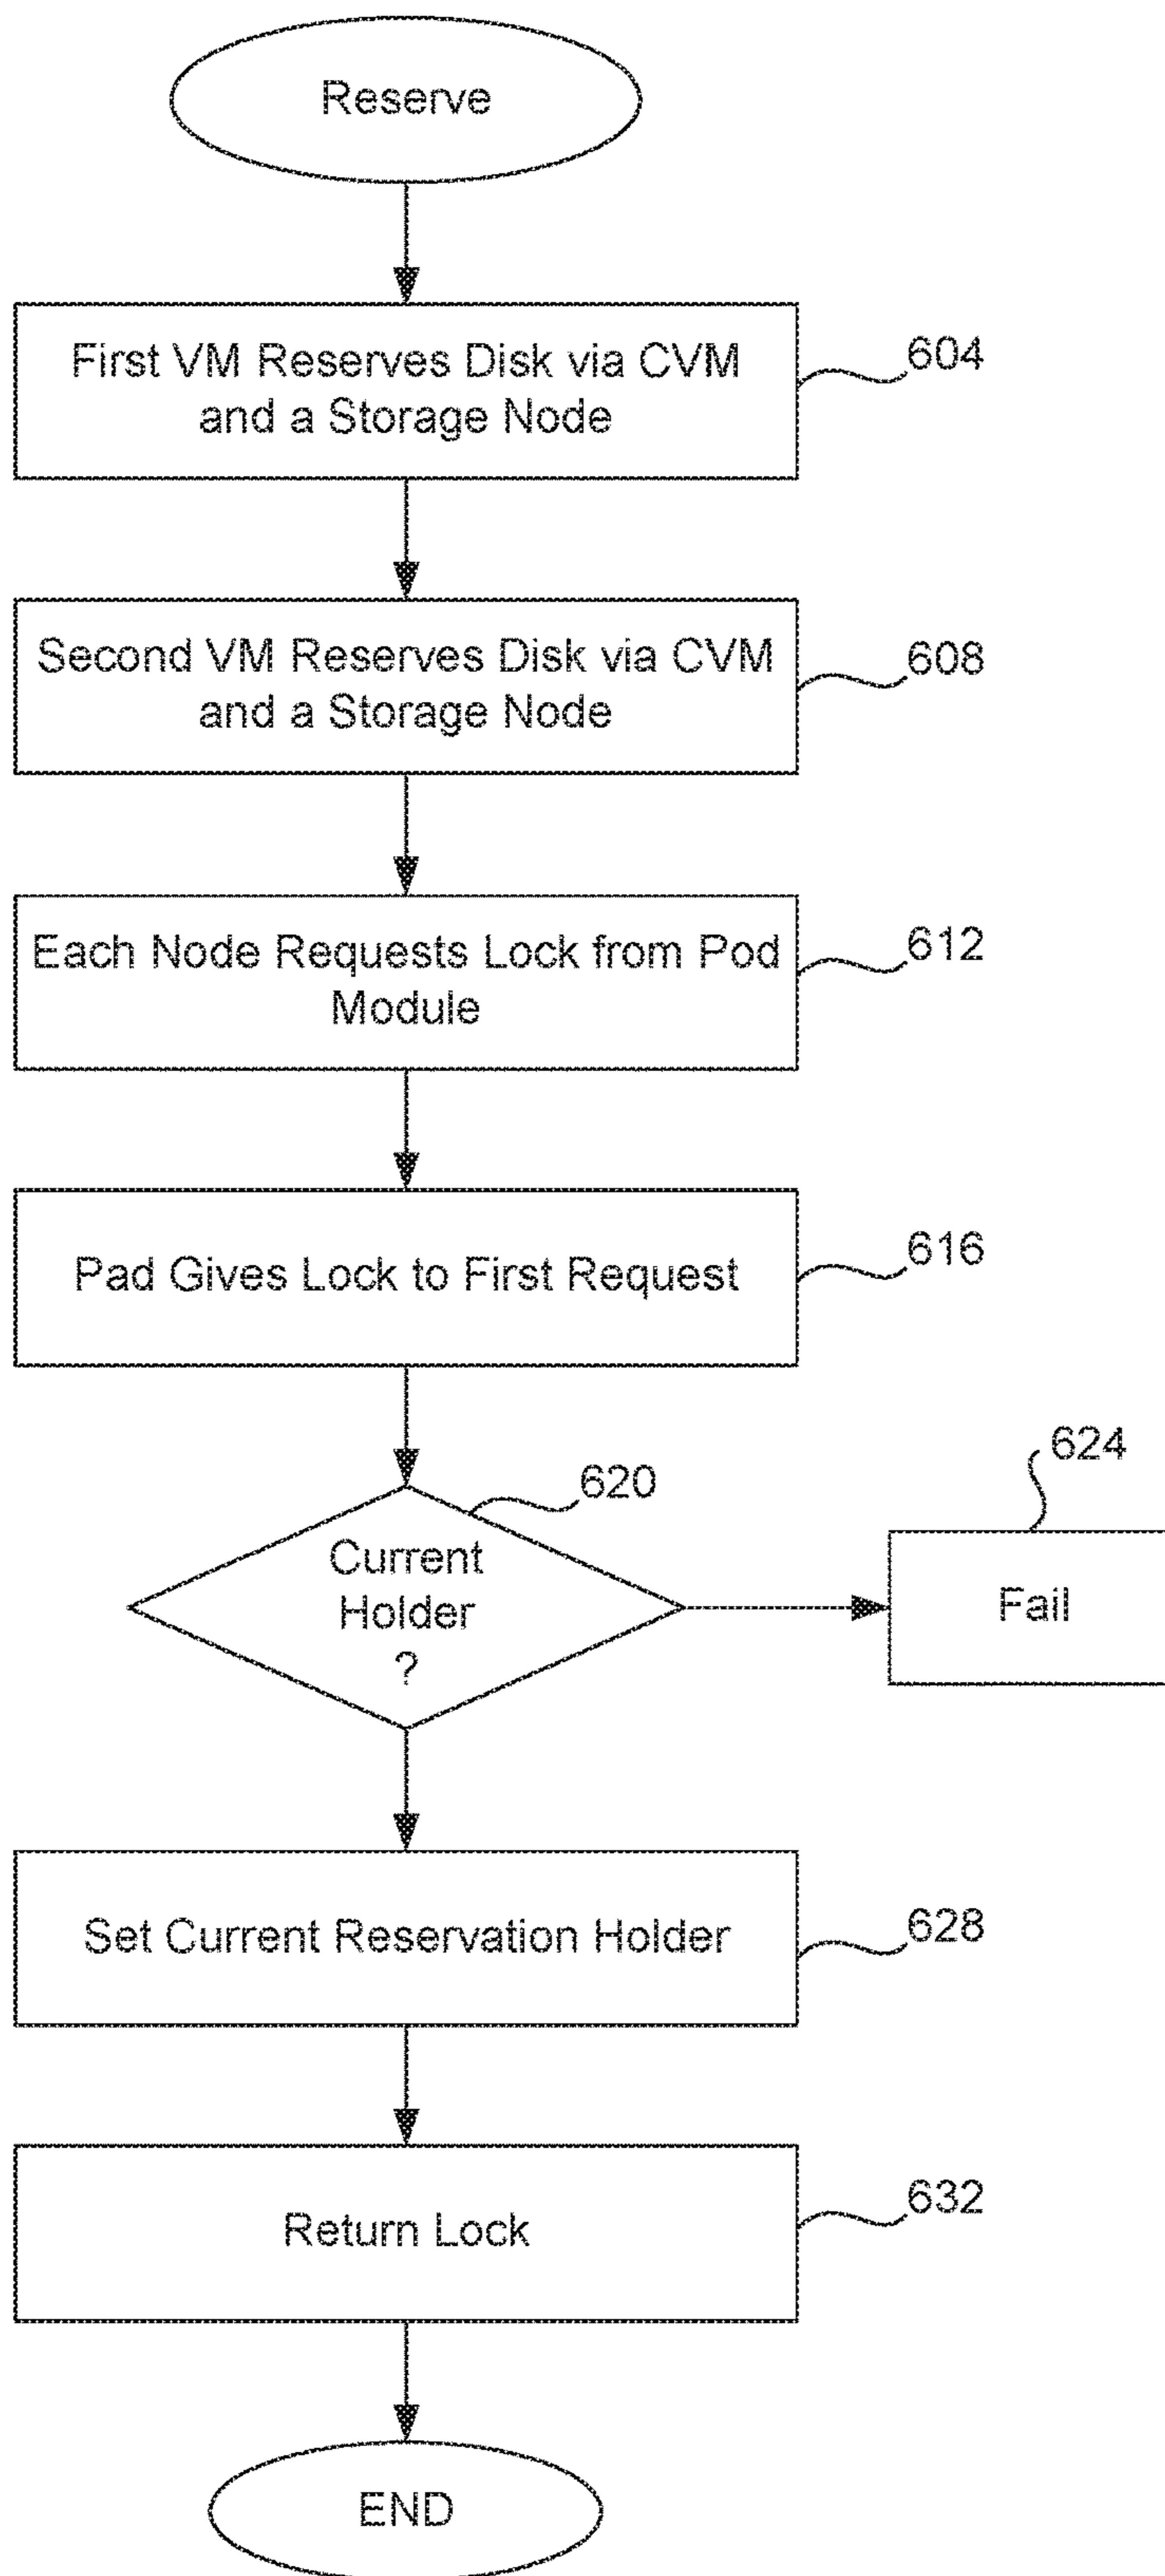 Reserve
First VM Reserves Disk via CVM
and a Storage Node
604
Second VM Reserves Disk via CVM
and a Storage Node
608
Each Node Requests Lock from Pod
Module
612
Pad Gives Lock to First Request
616
Current
Holder
?
620
624
Fail
Set Current Reservation Holder
628
Return Lock
632
END